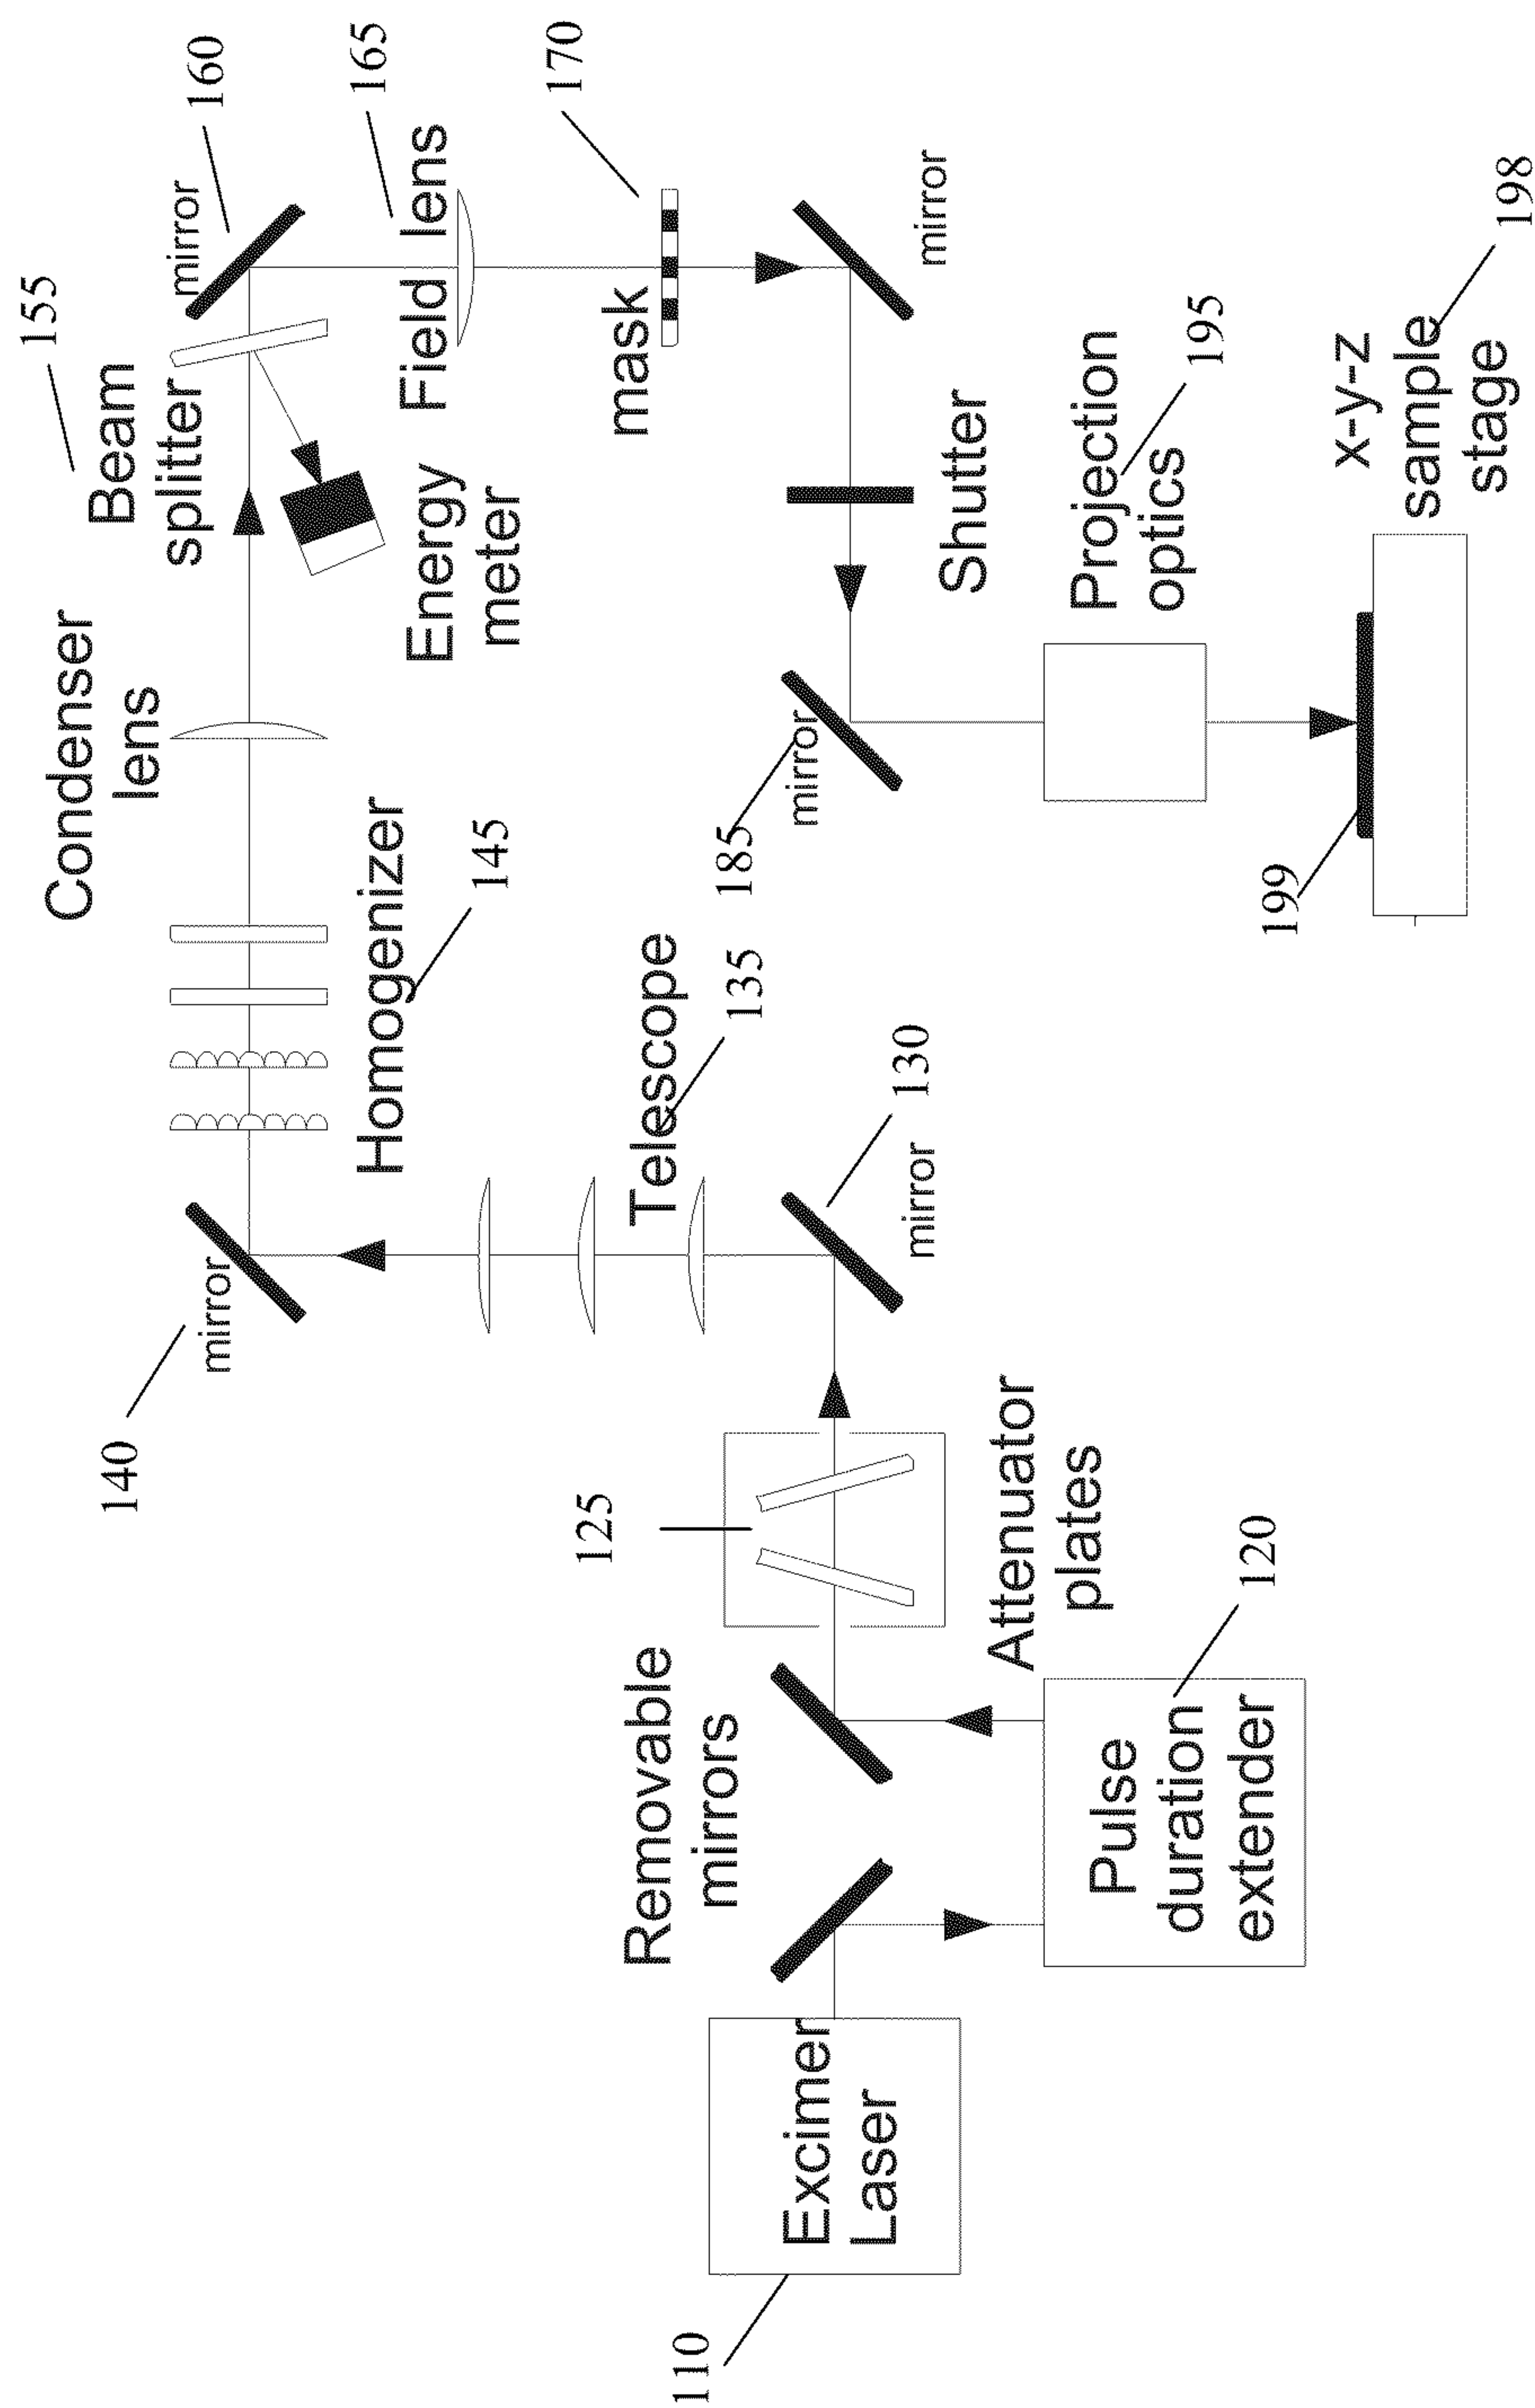 155
Beam
splitter
mirror
160
Condenser
lens
Energy
meter
Field lens
165
140
mirror
Homogenizer
145
mask
170
Telescope
135
185
mirror
Shutter
mirror
125
130
mirror
Projection
optics
195
Removable
mirrors
Attenuator
plates
199
x-y-z
sample
stage
198
110
Excimer
Laser
Pulse
duration
extender
120